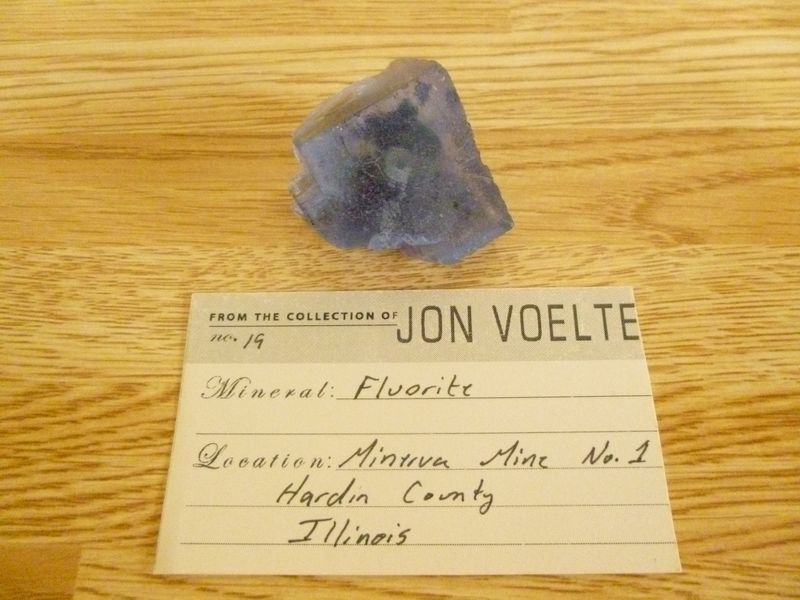 FROM THE COLLECTION OF JON VOELTE
no. 19
Mineral: Fluorite
Location: Minerva Mine No. 1
Hardin County
Illinois